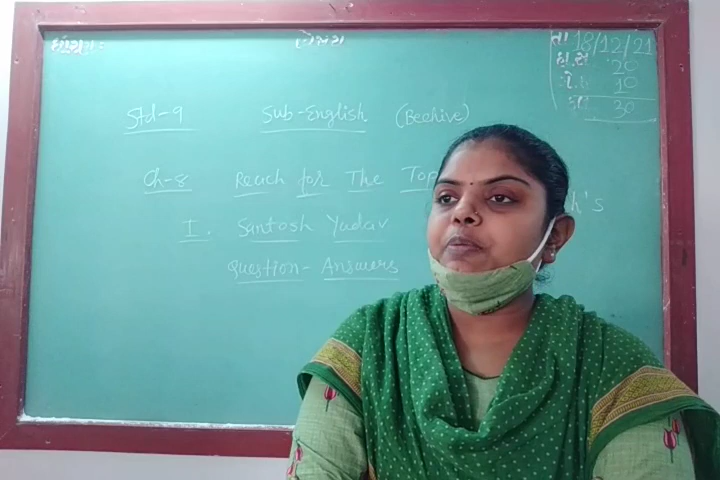 તા 18/12/21
હા.સં 20
ગે.હા 10
કુલ 30
Std-9 Sub-English (Beehive)
Ch-8 Reach for The Top
I. Santosh Yadav
Question-Answers